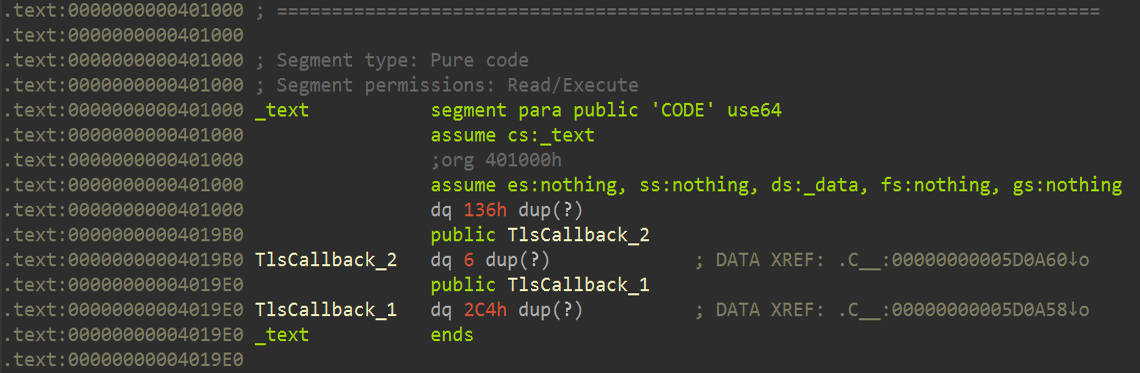 .text:0000000000401000 ; ===========================================================================
.text:0000000000401000
.text:0000000000401000 ; Segment type: Pure code
.text:0000000000401000 ; Segment permissions: Read/Execute
.text:0000000000401000 _text segment para public 'CODE' use64
.text:0000000000401000 assume cs:_text
.text:0000000000401000 ;org 401000h
.text:0000000000401000 assume es:nothing, ss:nothing, ds:_data, fs:nothing, gs:nothing
.text:0000000000401000 dq 136h dup(?)
.text:00000000004019B0 public TlsCallback_2
.text:00000000004019B0 TlsCallback_2 dq 6 dup(?) ; DATA XREF: .C__:00000000005D0A60↓o
.text:00000000004019E0 public TlsCallback_1
.text:00000000004019E0 TlsCallback_1 dq 2C4h dup(?) ; DATA XREF: .C__:00000000005D0A58↓o
.text:00000000004019E0 _text ends
.text:00000000004019E0